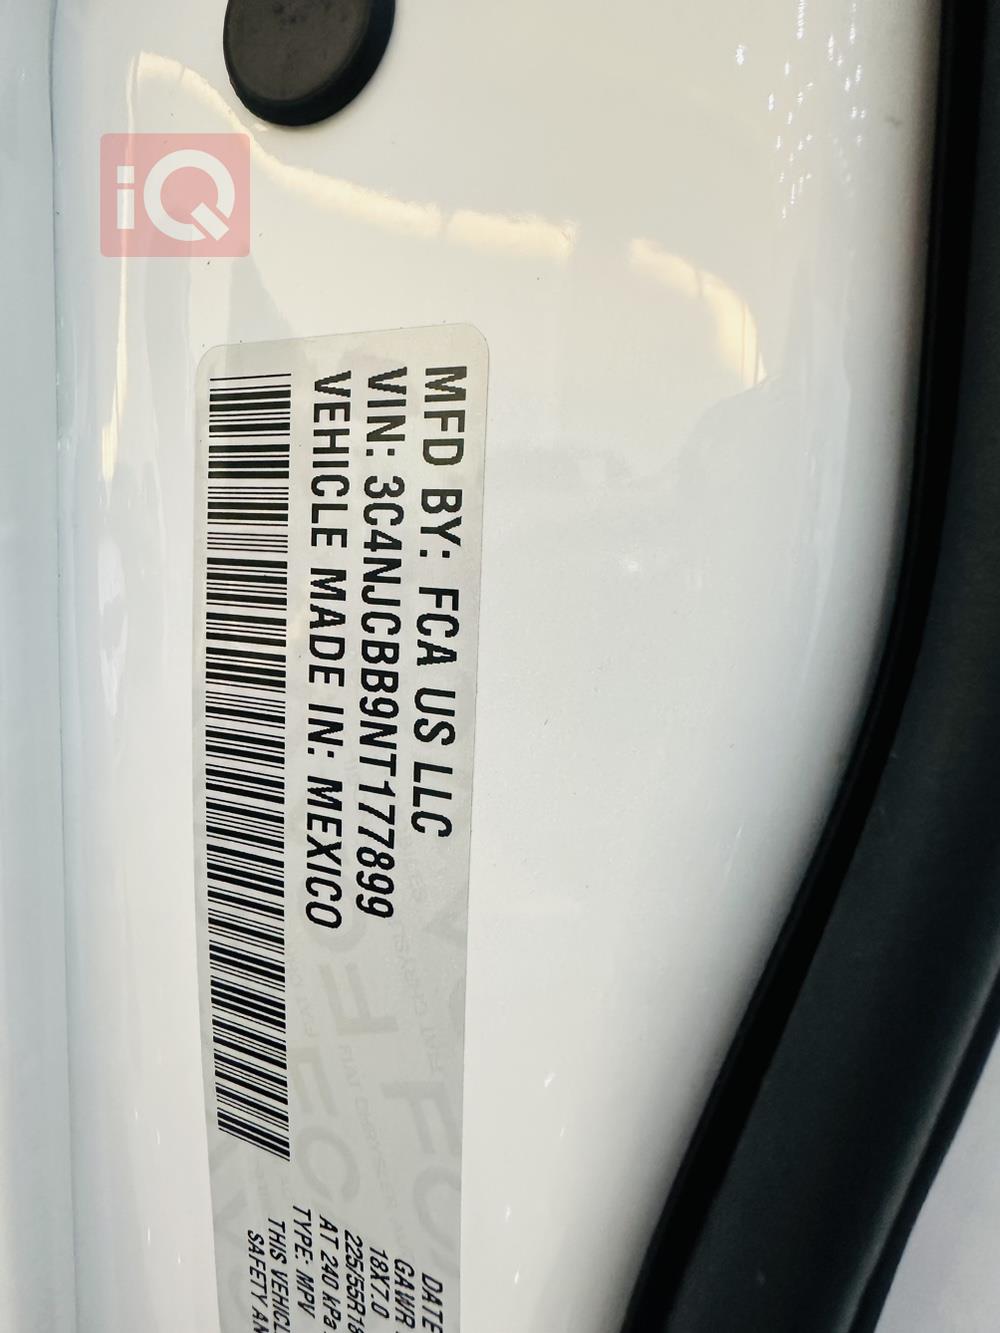 iQ
MFD BY: FCA US LLC
VIN: 3C4NJCBB9NT177899
VEHICLE MADE IN: MEXICO
DATE
GAWR
18X7.0
225/55R18
AT 240 kPa
TYPE: MPV
THIS VEHICL
SAFETY AN